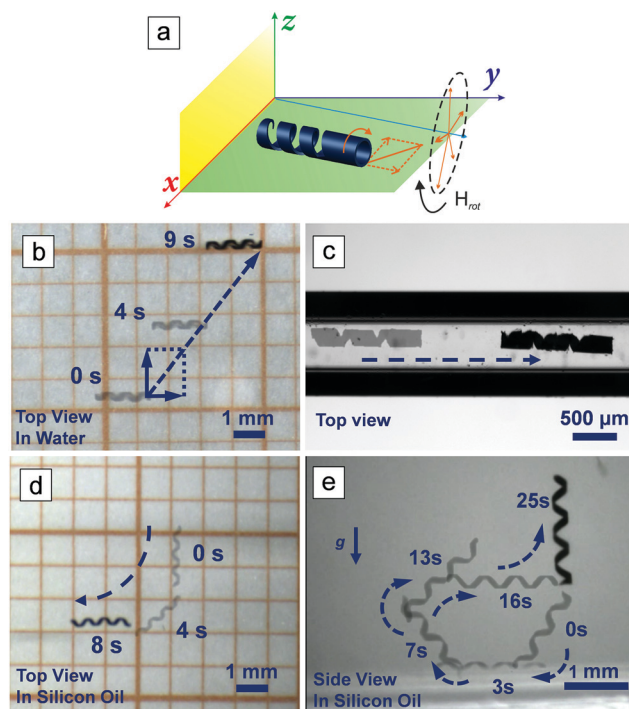 a
z
y
x
Hrot
b
9 s
4 s
0 s
Top View
In Water
1 mm
c
Top view
500 μm
d
0 s
4 s
8 s
Top View
In Silicon Oil
1 mm
e
25s
g
13s
16s
0s
7s
3s
Side View
In Silicon Oil
1 mm